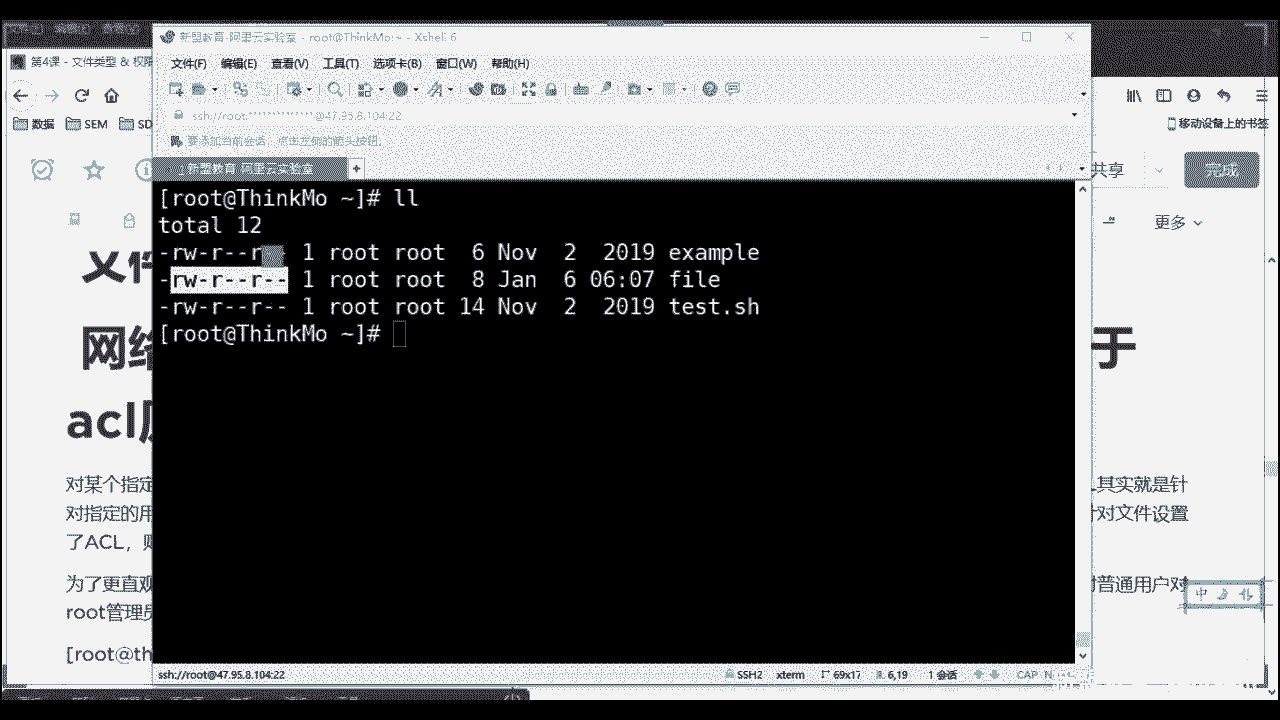 新盟教育-阿里云实验室 - root@ThinkMo:~ - Xshell 6
第4课 - 文件类型 & 权限
文件(F) 编辑(E) 查看(V) 工具(T) 选项卡(B) 窗口(W) 帮助(H)
数据 SEM SD
移动设备上的书签
ssh://root:**************@47.95.8.104:22
要添加当前会话，点击左侧的箭头按钮。
新盟教育-阿里云实验室
共享 完成
更多
[root@ThinkMo ~]# ll
total 12
-rw-r--r-- 1 root root 6 Nov 2 2019 example
-rw-r--r-- 1 root root 8 Jan 6 06:07 file
-rw-r--r-- 1 root root 14 Nov 2 2019 test.sh
[root@ThinkMo ~]#
网络 于
acl
对某个指定 其实就是针
对指定的用 对文件设置
了ACL，
为了更直观 普通用户对
root管理员
[root@th
中
ssh://root@47.95.8.104:22 SSH2 xterm 69x17 6,19 1 会话 CAP